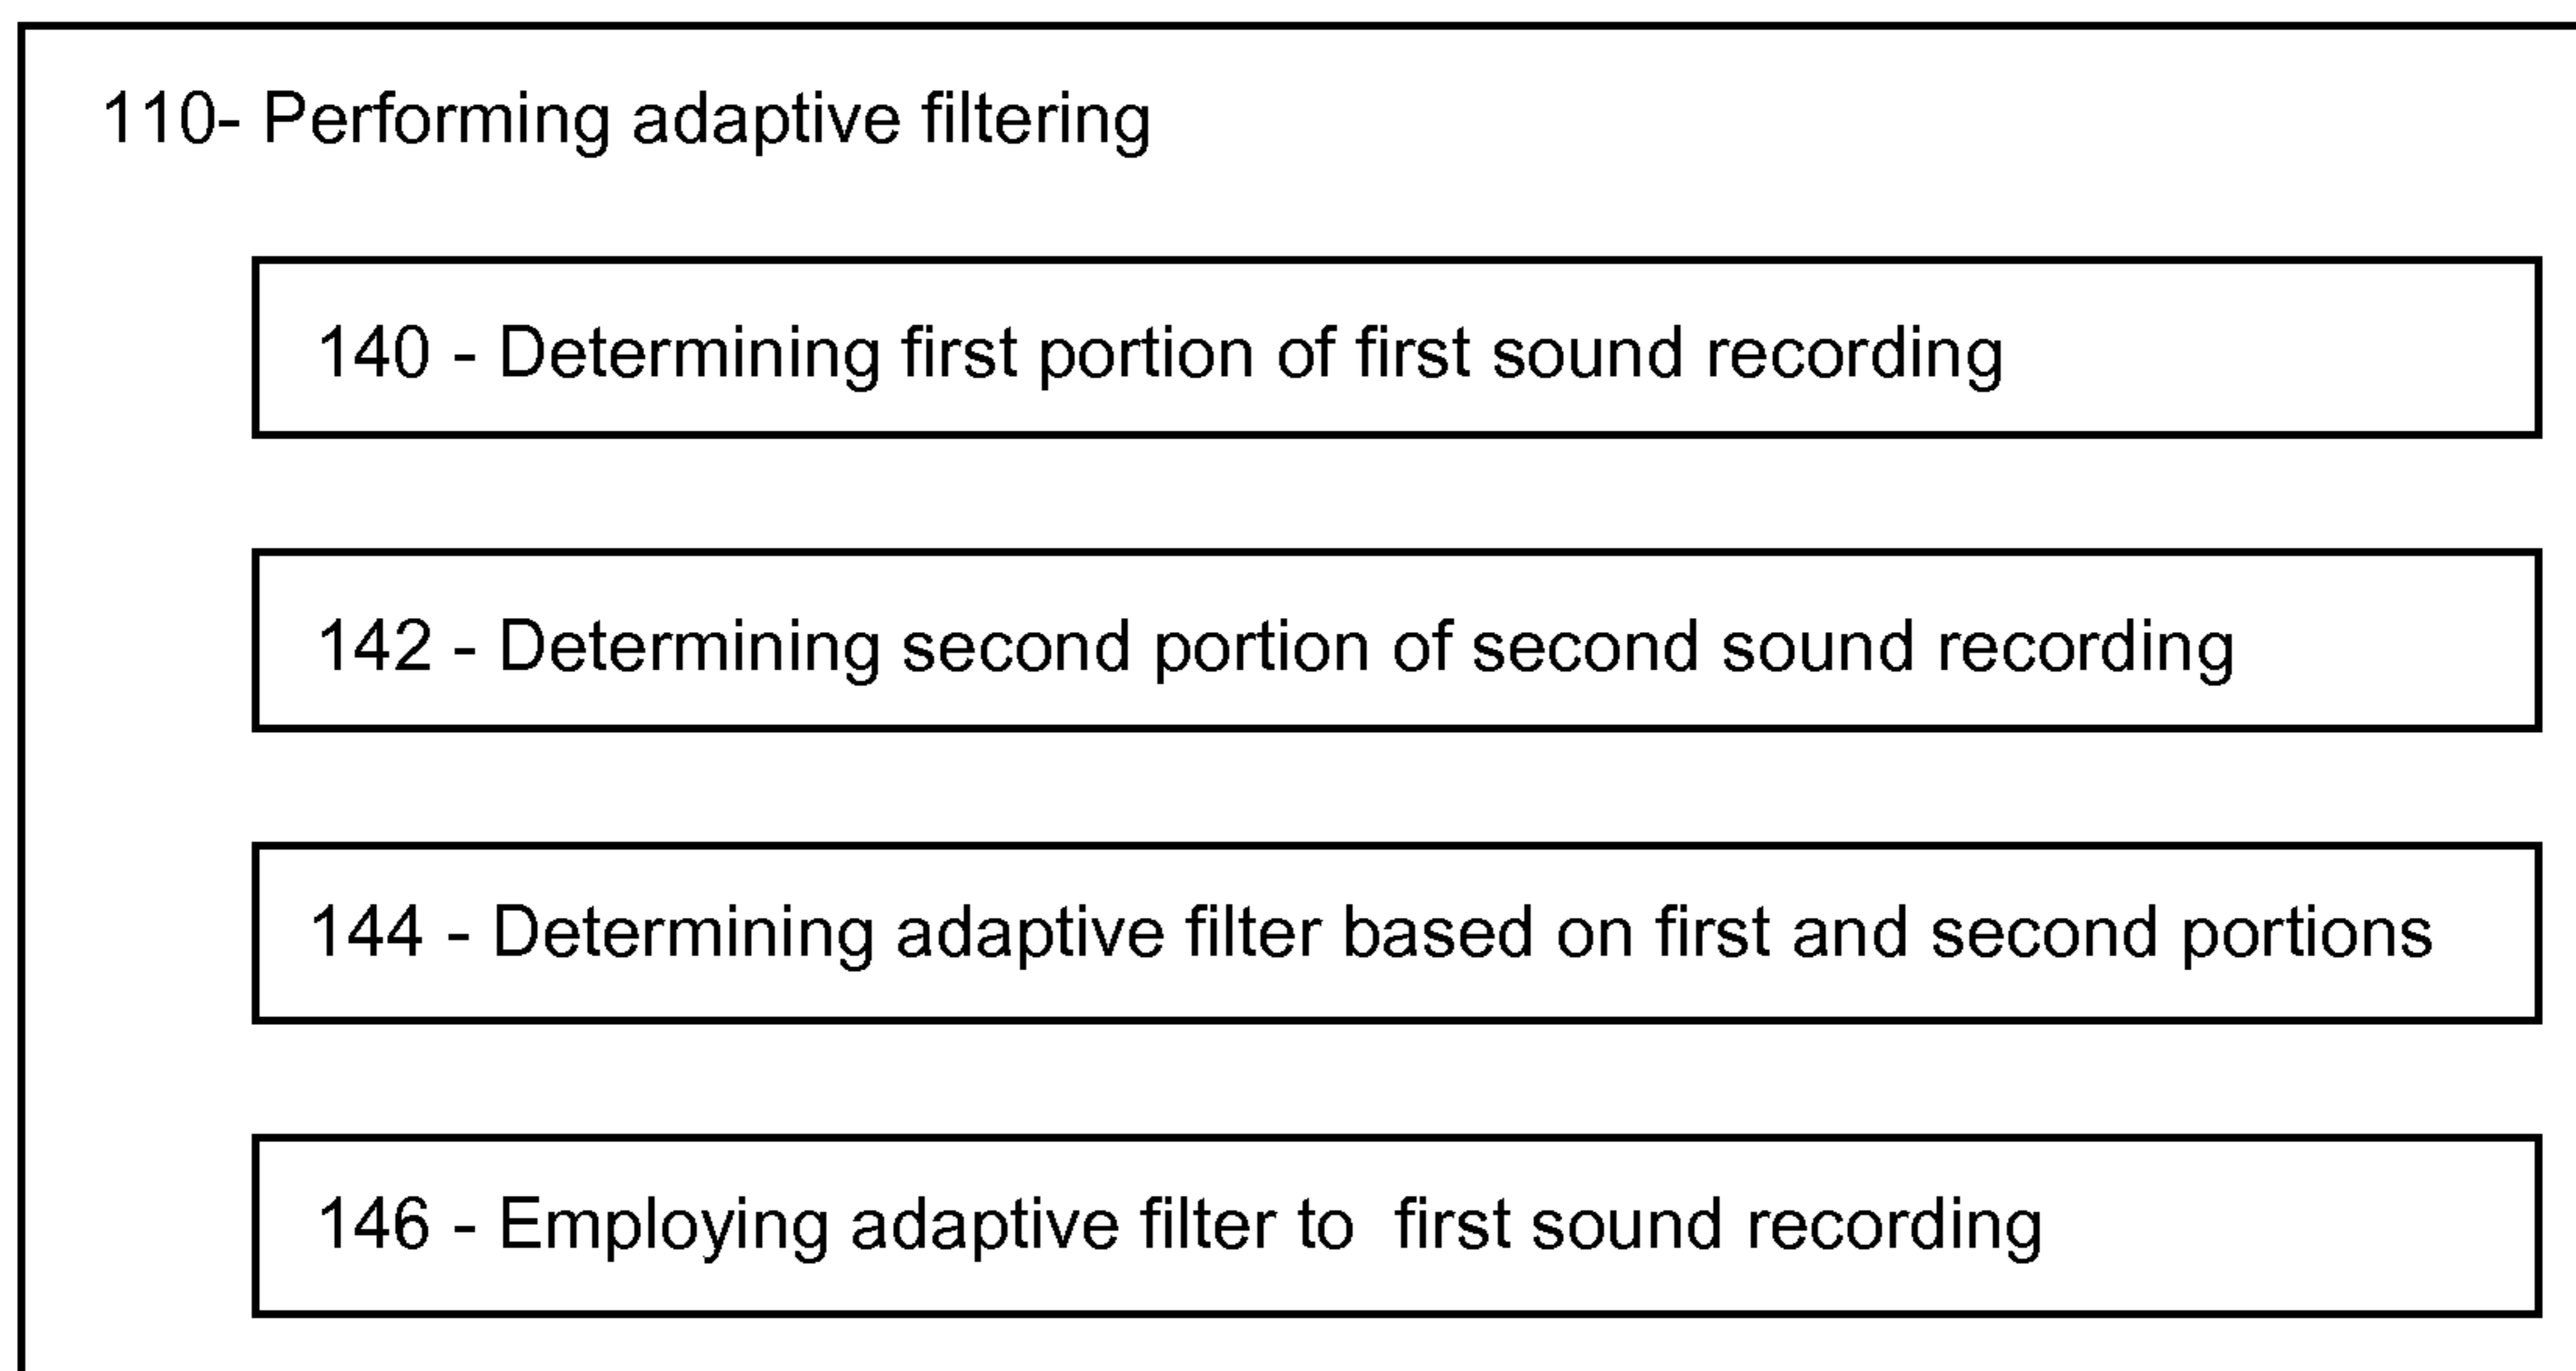 110- Performing adaptive filtering
140 - Determining first portion of first sound recording
142 - Determining second portion of second sound recording
144 - Determining adaptive filter based on first and second portions
146 - Employing adaptive filter to first sound recording